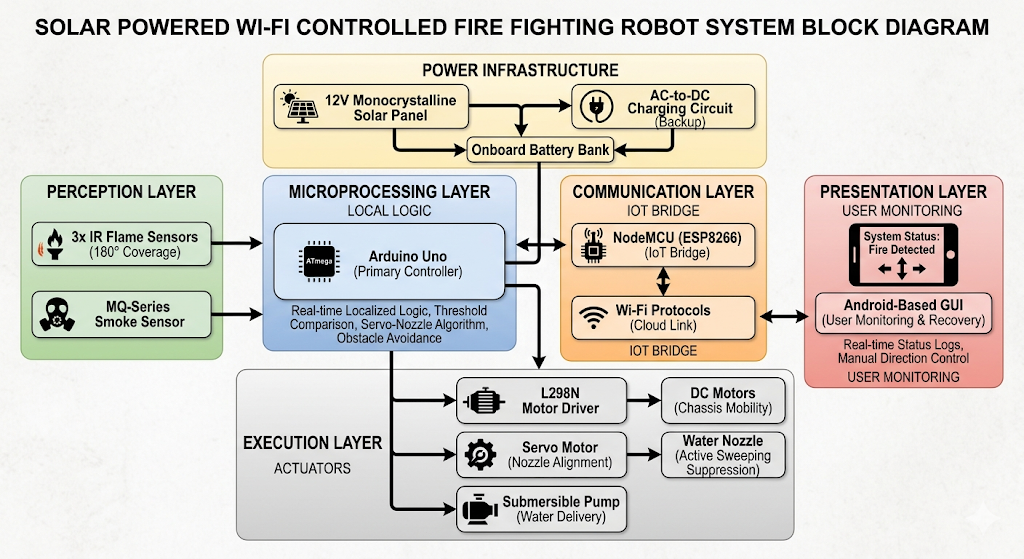 SOLAR POWERED WI-FI CONTROLLED FIRE FIGHTING ROBOT SYSTEM BLOCK DIAGRAM
POWER INFRASTRUCTURE
12V Monocrystalline
Solar Panel
AC-to-DC
Charging Circuit
(Backup)
Onboard Battery Bank
PERCEPTION LAYER
3x IR Flame Sensors
(180° Coverage)
MQ-Series
Smoke Sensor
MICROPROCESSING LAYER
LOCAL LOGIC
ATmega
Arduino Uno
(Primary Controller)
Real-time Localized Logic, Threshold
Comparison, Servo-Nozzle Algorithm,
Obstacle Avoidance
COMMUNICATION LAYER
IOT BRIDGE
NodeMCU (ESP8266)
(IoT Bridge)
Wi-Fi Protocols
(Cloud Link)
IOT BRIDGE
PRESENTATION LAYER
USER MONITORING
System Status:
Fire Detected
Android-Based GUI
(User Monitoring & Recovery)
Real-time Status Logs,
Manual Direction Control
USER MONITORING
EXECUTION LAYER
ACTUATORS
L298N
Motor Driver
DC Motors
(Chassis Mobility)
Servo Motor
(Nozzle Alignment)
Water Nozzle
(Active Sweeping
Suppression)
Submersible Pump
(Water Delivery)